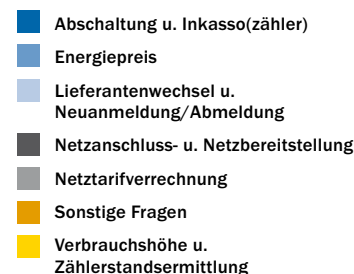 Abschaltung u. Inkasso(zähler)
Energiepreis
Lieferantenwechsel u.
Neuanmeldung/Abmeldung
Netzanschluss- u. Netzbereitstellung
Netztarifverrechnung
Sonstige Fragen
Verbrauchshöhe u.
Zählerstandsermittlung